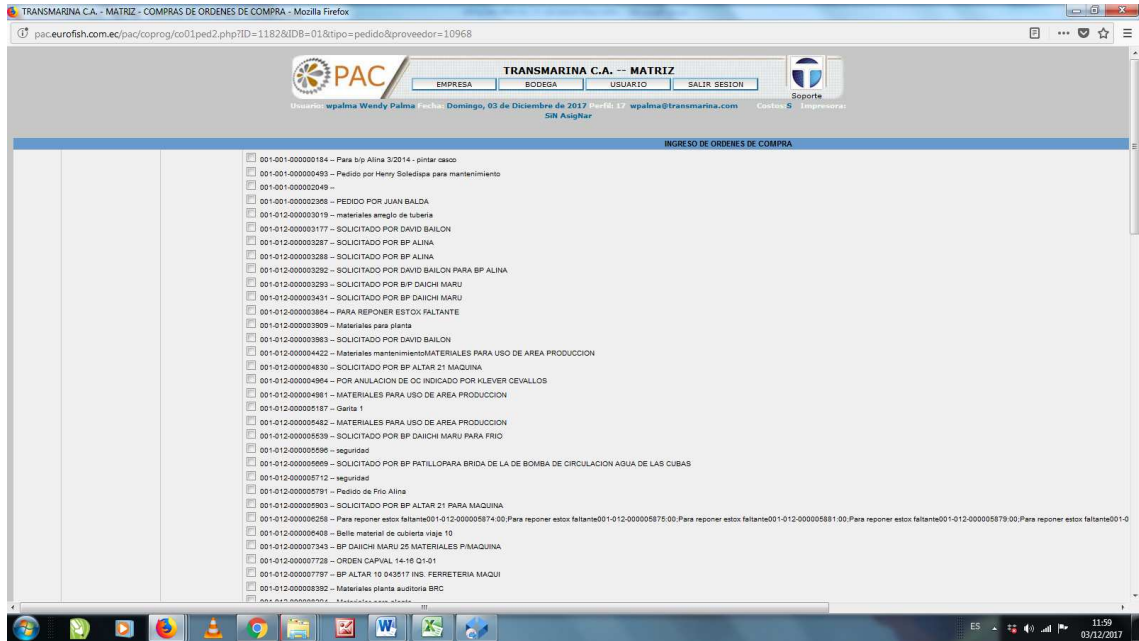 TRANSMARINA C.A. - MATRIZ - COMPRAS DE ORDENES DE COMPRA - Mozilla Firefox
pac.eurofish.com.ec/pac/coprog/co01ped2.php?ID=1182&IDB=01&tipo=pedido&proveedor=10968
PAC
TRANSMARINA C.A. -- MATRIZ
EMPRESA BODEGA USUARIO SALIR SESION
Soporte
Usuario: wpalma Wendy Palma Fecha: Domingo, 03 de Diciembre de 2017 Perfil: 17 wpalma@transmarina.com Costos S Impresora:
SiN AsigNar
INGRESO DE ORDENES DE COMPRA
001-001-000000184 -- Para b/p Alina 3/2014 - pintar casco
001-001-000000493 -- Pedido por Henry Soledispa para mantenimiento
001-001-000002049 --
001-001-000002368 -- PEDIDO POR JUAN BALDA
001-012-000003019 -- materiales arreglo de tuberia
001-012-000003177 -- SOLICITADO POR DAVID BAILON
001-012-000003287 -- SOLICITADO POR BP ALINA
001-012-000003288 -- SOLICITADO POR BP ALINA
001-012-000003292 -- SOLICITADO POR DAVID BAILON PARA BP ALINA
001-012-000003293 -- SOLICITADO POR B/P DAICHI MARU
001-012-000003431 -- SOLICITADO POR BP DAIICHI MARU
001-012-000003864 -- PARA REPONER ESTOX FALTANTE
001-012-000003909 -- Materiales para planta
001-012-000003983 -- SOLICITADO POR DAVID BAILON
001-012-000004422 -- Materiales mantenimientoMATERIALES PARA USO DE AREA PRODUCCION
001-012-000004830 -- SOLICITADO POR BP ALTAR 21 MAQUINA
001-012-000004964 -- POR ANULACION DE OC INDICADO POR KLEVER CEVALLOS
001-012-000004981 -- MATERIALES PARA USO DE AREA PRODUCCION
001-012-000005187 -- Garita 1
001-012-000005482 -- MATERIALES PARA USO DE AREA PRODUCCION
001-012-000005539 -- SOLICITADO POR BP DAIICHI MARU PARA FRIO
001-012-000005596 -- seguridad
001-012-000005669 -- SOLICITADO POR BP PATILLOPARA BRIDA DE LA DE BOMBA DE CIRCULACION AGUA DE LAS CUBAS
001-012-000005712 -- seguridad
001-012-000005791 -- Pedido de Frio Alina
001-012-000005903 -- SOLICITADO POR BP ALTAR 21 PARA MAQUINA
001-012-000006258 -- Para reponer estox faltante001-012-000005874:00;Para reponer estox faltante001-012-000005875:00;Para reponer estox faltante001-012-000005881:00;Para reponer estox faltante001-012-000005879:00;Para reponer estox faltante001-0
001-012-000006408 -- Belle material de cubierta viaje 10
001-012-000007343 -- BP DAIICHI MARU 25 MATERIALES P/MAQUINA
001-012-000007728 -- ORDEN CAPVAL 14-16 Q1-01
001-012-000007797 -- BP ALTAR 10 043517 INS. FERRETERIA MAQUI
001-012-000008392 -- Materiales planta auditoria BRC
ES 11:59
03/12/2017